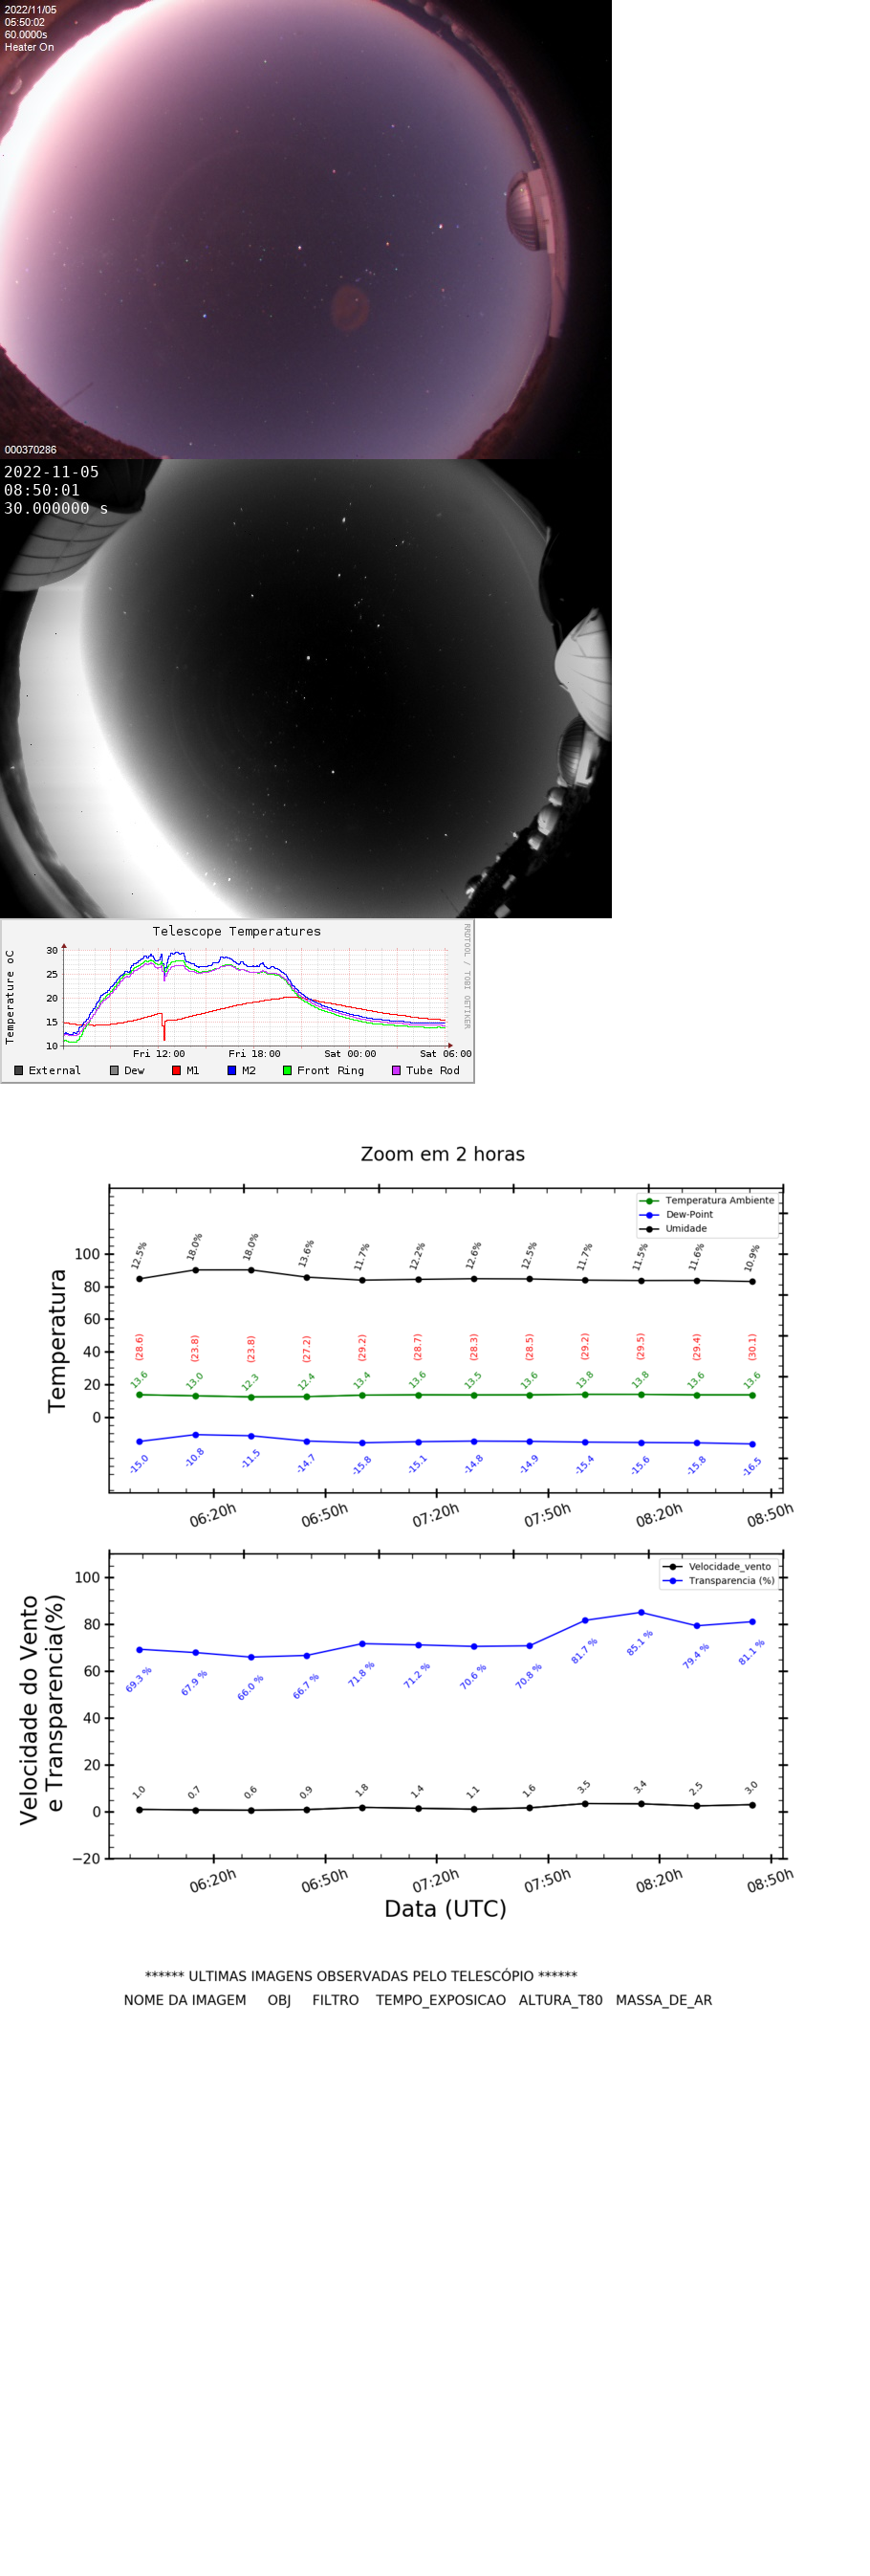 2022/11/05
05:50:02
60.0000s
Heater On
000370286
2022-11-05
08:50:01
30.000000 s
Telescope Temperatures
RRDTOOL / TOBI OETIKER
Temperature oC
30
25
20
15
10
Fri 12:00 Fri 18:00 Sat 00:00 Sat 06:00
External Dew M1 M2 Front Ring Tube Rod
Zoom em 2 horas
Temperatura Ambiente
Dew-Point
Umidade
Temperatura
100
80
60
40
20
0
12.5% 18.0% 18.0% 13.6% 11.7% 12.2% 12.6% 12.5% 11.7% 11.5% 11.6% 10.9%
(28.6) (23.8) (23.8) (27.2) (29.2) (28.7) (28.3) (28.5) (29.2) (29.5) (29.4) (30.1)
13.6 13.0 12.3 12.4 13.4 13.6 13.5 13.6 13.8 13.8 13.6 13.6
-15.0 -10.8 -11.5 -14.7 -15.8 -15.1 -14.8 -14.9 -15.4 -15.6 -15.8 -16.5
06:20h 06:50h 07:20h 07:50h 08:20h 08:50h
Velocidade_vento
Transparencia (%)
Velocidade do Vento
e Transparencia(%)
100
80
60
40
20
0
−20
69.3 % 67.9 % 66.0 % 66.7 % 71.8 % 71.2 % 70.6 % 70.8 % 81.7 % 85.1 % 79.4 % 81.1 %
1.0 0.7 0.6 0.9 1.8 1.4 1.1 1.6 3.5 3.4 2.5 3.0
06:20h 06:50h 07:20h 07:50h 08:20h 08:50h
Data (UTC)
****** ULTIMAS IMAGENS OBSERVADAS PELO TELESCÓPIO ******
NOME DA IMAGEM OBJ FILTRO TEMPO_EXPOSICAO ALTURA_T80 MASSA_DE_AR